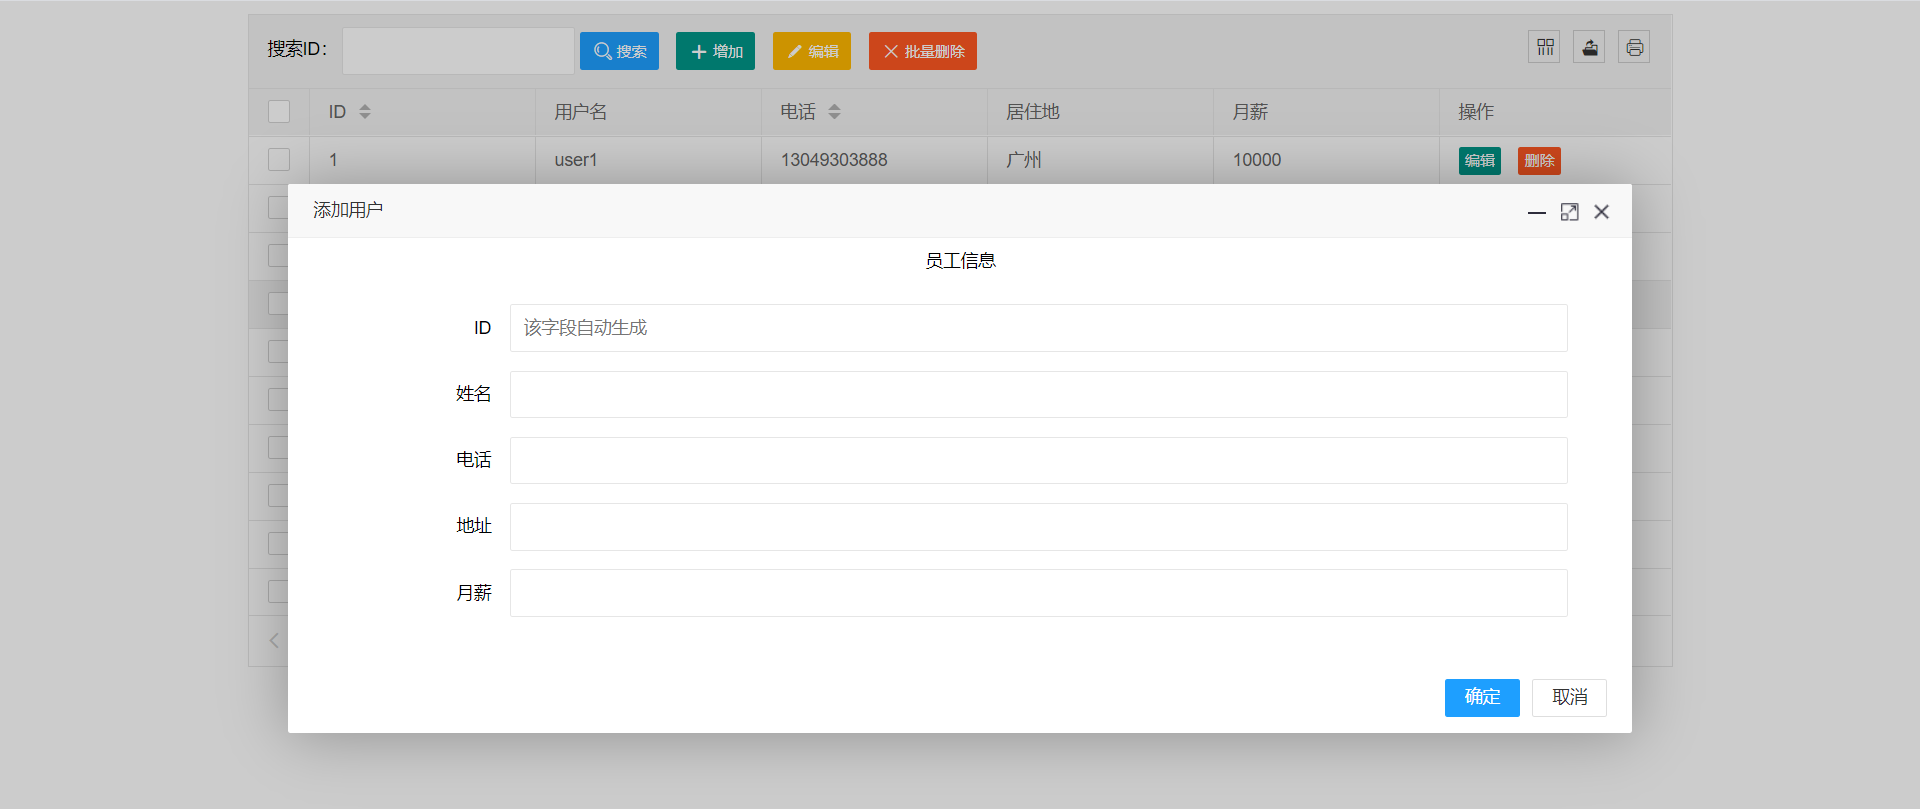 搜索ID： 搜索 增加 编辑 批量删除
ID 用户名 电话 居住地 月薪 操作
1 user1 13049303888 广州 10000 编辑 删除
添加用户
员工信息
ID 该字段自动生成
姓名
电话
地址
月薪
确定 取消